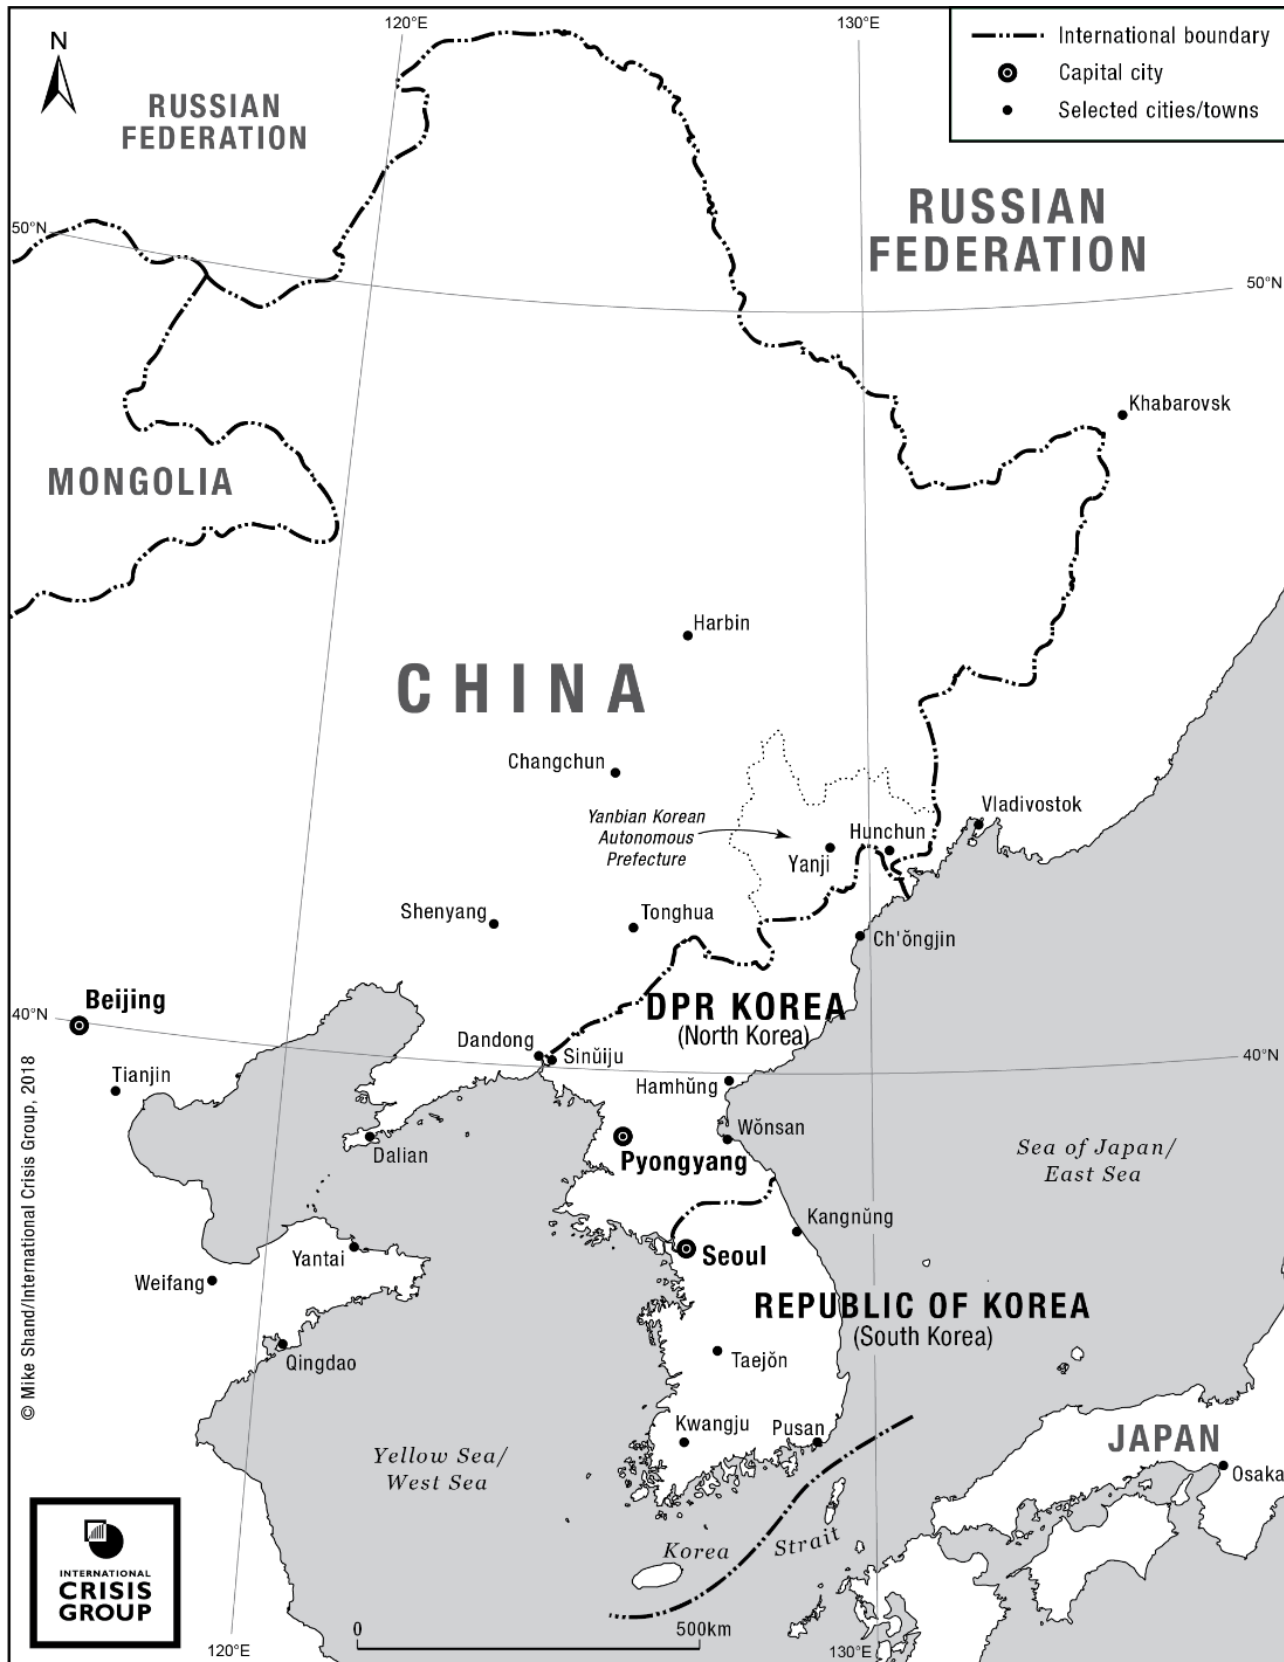 120°E
130°E
International boundary
Capital city
Selected cities/towns
N
RUSSIAN
FEDERATION
RUSSIAN
FEDERATION
50°N
50°N
Khabarovsk
MONGOLIA
Harbin
CHINA
Changchun
Yanbian Korean
Autonomous
Prefecture
Vladivostok
Hunchun
Yanji
Shenyang
Tonghua
Ch'ŏngjin
Beijing
DPR KOREA
(North Korea)
40°N
40°N
Dandong
Sinŭiju
Tianjin
Hamhŭng
Wŏnsan
Dalian
Pyongyang
Sea of Japan/
East Sea
Kangnŭng
Yantai
Seoul
Weifang
REPUBLIC OF KOREA
(South Korea)
Qingdao
Taejŏn
Kwangju
Pusan
JAPAN
Yellow Sea/
West Sea
Osaka
Korea Strait
© Mike Shand/International Crisis Group, 2018
INTERNATIONAL
CRISIS
GROUP
0 500km
120°E
130°E